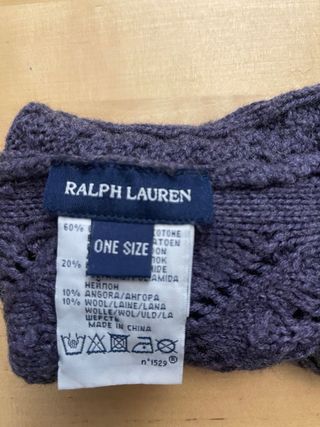 RALPH LAUREN
ONE SIZE
60%
20%
НЕЙЛОН
10% ANGORA/АНГОРА
10% WOOL/LAINE/LANA
WOLLE/WOL/ULD/LA
ШЕРСТЬ
MADE IN CHINA
n°1529 ®